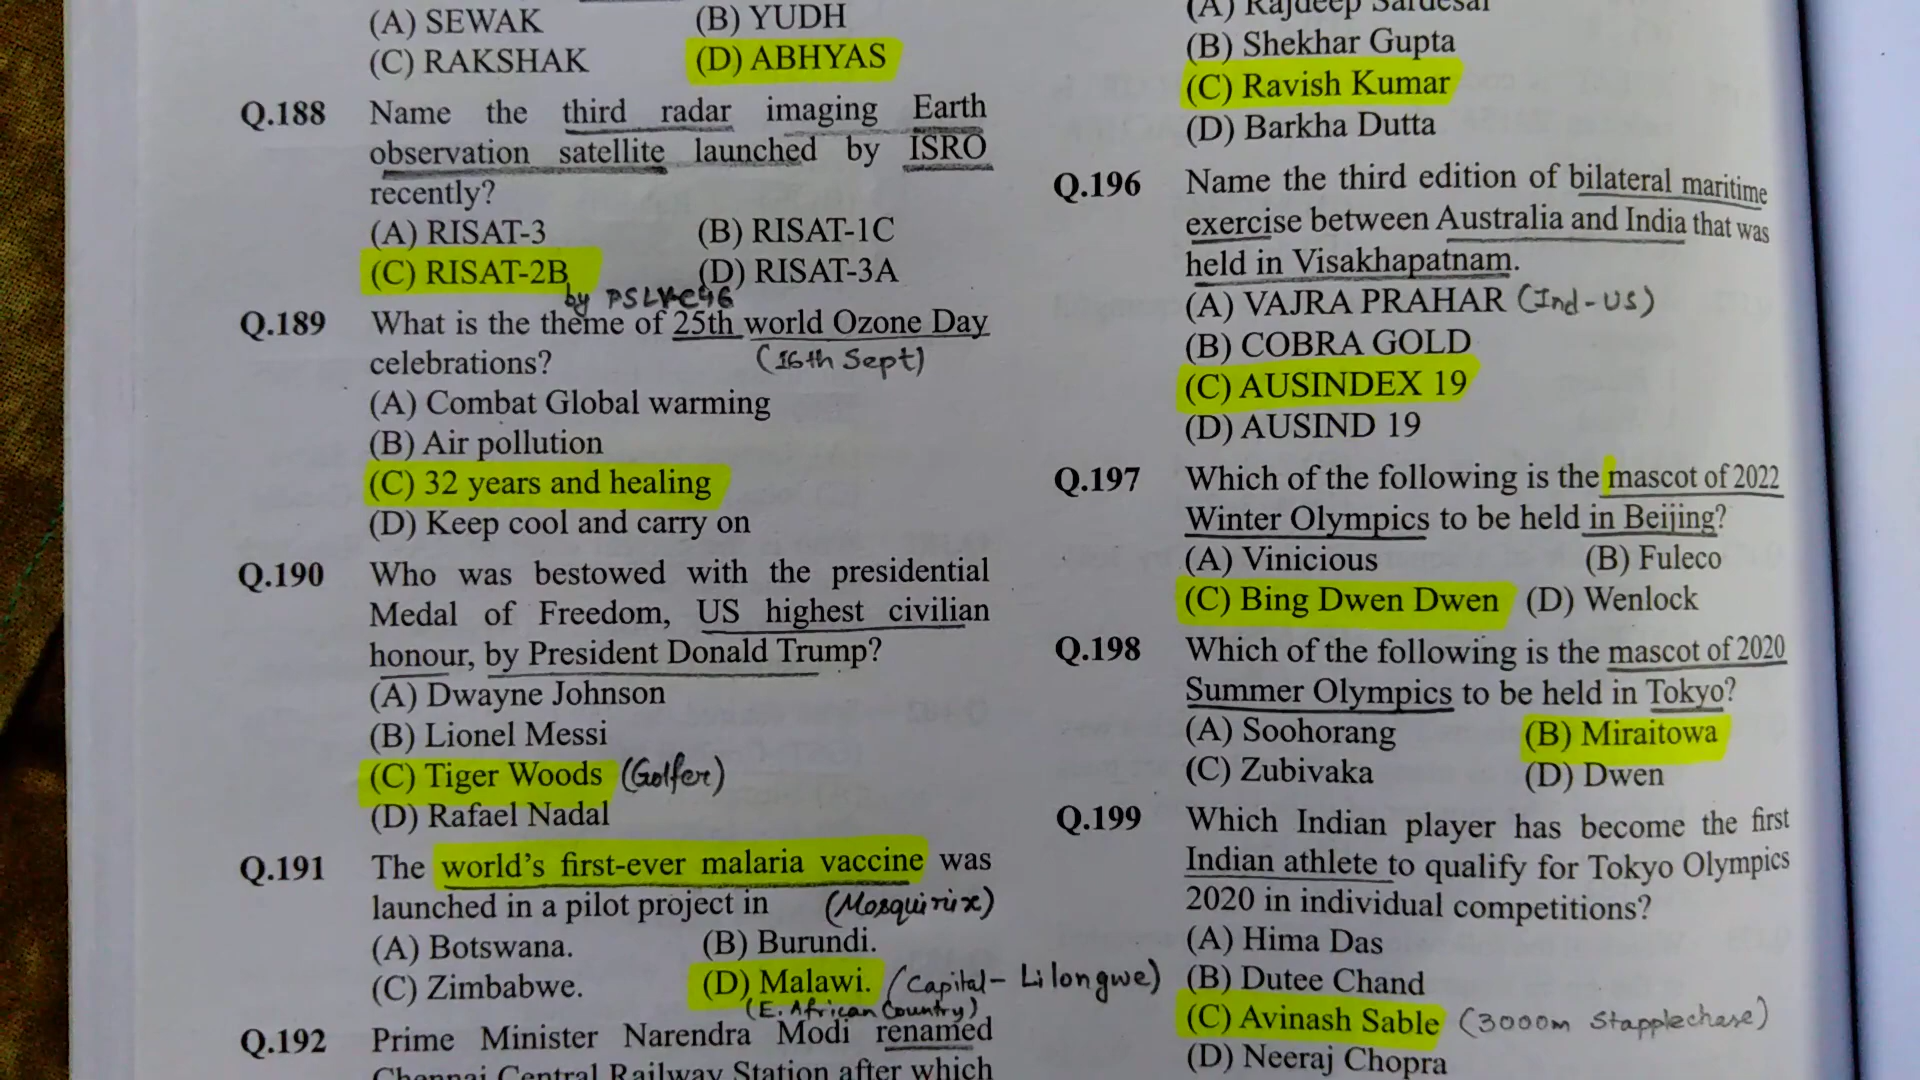 (A) SEWAK (B) YUDH
(C) RAKSHAK (D) ABHYAS
Q.188 Name the third radar imaging Earth
observation satellite launched by ISRO
recently?
(A) RISAT-3 (B) RISAT-1C
(C) RISAT-2B (D) RISAT-3A
by PSLV-C46
Q.189 What is the theme of 25th world Ozone Day
celebrations? (16th Sept)
(A) Combat Global warming
(B) Air pollution
(C) 32 years and healing
(D) Keep cool and carry on
Q.190 Who was bestowed with the presidential
Medal of Freedom, US highest civilian
honour, by President Donald Trump?
(A) Dwayne Johnson
(B) Lionel Messi
(C) Tiger Woods (Golfer)
(D) Rafael Nadal
Q.191 The world's first-ever malaria vaccine was
launched in a pilot project in (Mosquirix)
(A) Botswana. (B) Burundi.
(C) Zimbabwe. (D) Malawi. (Capital- Lilongwe)
(E. African Country)
Q.192 Prime Minister Narendra Modi renamed
Chennai Central Railway Station after which
(A) Rajdeep Sardesai
(B) Shekhar Gupta
(C) Ravish Kumar
(D) Barkha Dutta
Q.196 Name the third edition of bilateral maritime
exercise between Australia and India that was
held in Visakhapatnam.
(A) VAJRA PRAHAR (Ind-US)
(B) COBRA GOLD
(C) AUSINDEX 19
(D) AUSIND 19
Q.197 Which of the following is the mascot of 2022
Winter Olympics to be held in Beijing?
(A) Vinicious (B) Fuleco
(C) Bing Dwen Dwen (D) Wenlock
Q.198 Which of the following is the mascot of 2020
Summer Olympics to be held in Tokyo?
(A) Soohorang (B) Miraitowa
(C) Zubivaka (D) Dwen
Q.199 Which Indian player has become the first
Indian athlete to qualify for Tokyo Olympics
2020 in individual competitions?
(A) Hima Das
(B) Dutee Chand
(C) Avinash Sable (3000m Stapplechase)
(D) Neeraj Chopra